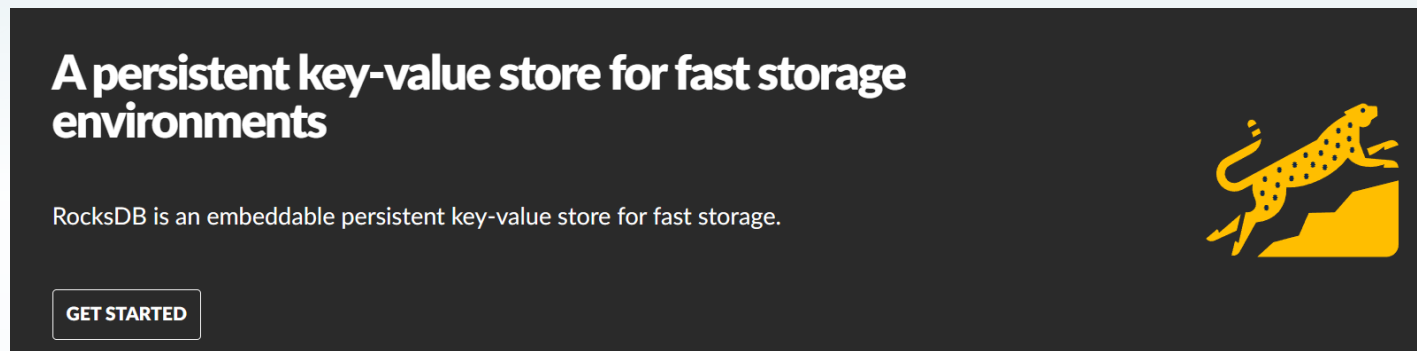 A persistent key-value store for fast storage
environments
RocksDB is an embeddable persistent key-value store for fast storage.
GET STARTED